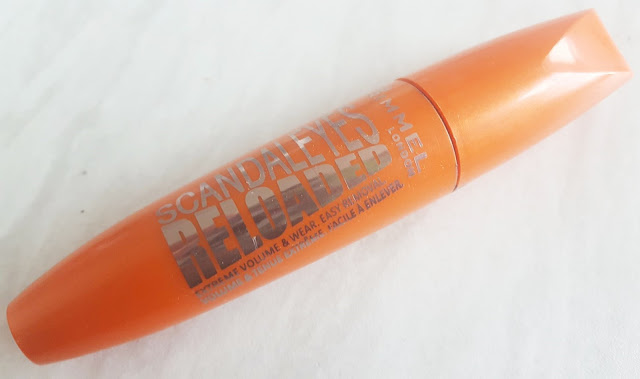 SCANDALEYES
RELOADED
EXTREME VOLUME & WEAR. EASY REMOVAL.
VOLUME & TENUE EXTRÊME. FACILE À ENLEVER
RIMMEL
LONDON